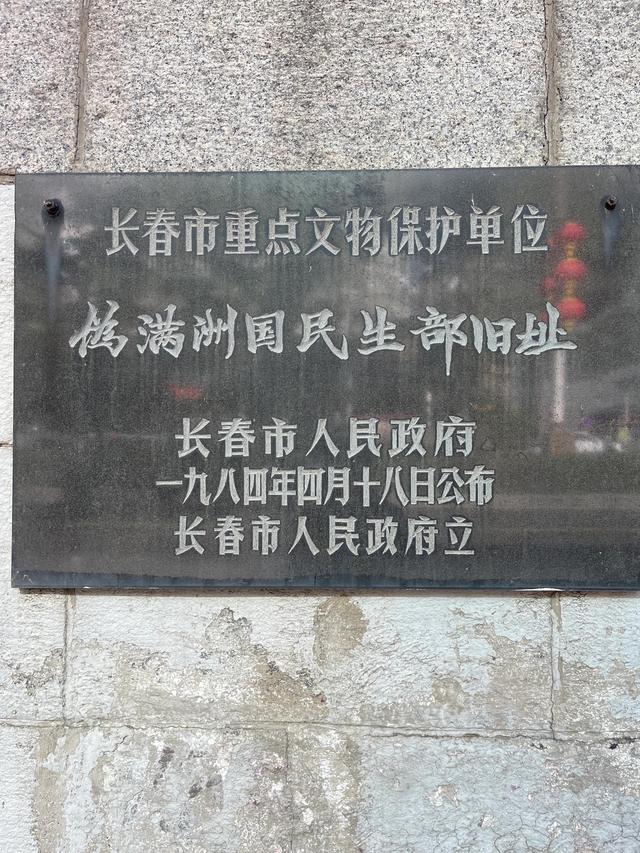 长春市重点文物保护单位
伪满洲国民生部旧址
长春市人民政府
一九八四年四月十八日公布
长春市人民政府立